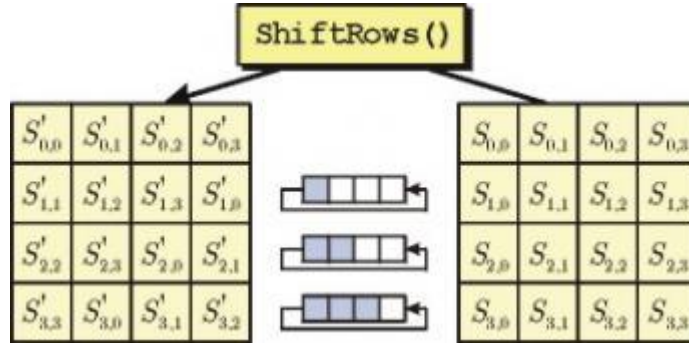 ShiftRows()
S'0,0 S'0,1 S'0,2 S'0,3 S0,0 S0,1 S0,2 S0,3
S'1,1 S'1,2 S'1,3 S'1,0 S1,0 S1,1 S1,2 S1,3
S'2,2 S'2,3 S'2,0 S'2,1 S2,0 S2,1 S2,2 S2,3
S'3,3 S'3,0 S'3,1 S'3,2 S3,0 S3,1 S3,2 S3,3